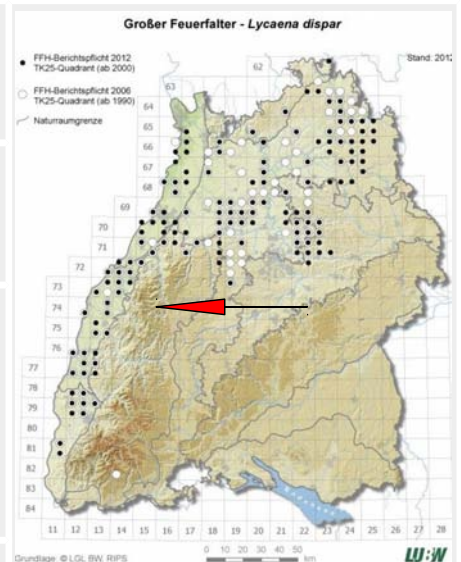 Großer Feuerfalter - Lycaena dispar
FFH-Berichtspflicht 2012
TK25-Quadrant (ab 2000)
FFH-Berichtspflicht 2006
TK25-Quadrant (ab 1990)
Naturraumgrenze
Stand: 2012
62
63
64
65
66
67
68
69
70
71
72
73
74
75
76
77
78
79
80
81
82
83
84
11 12 13 14 15 16 17 18 19 20 21 22 23 24 25 26 27 28
Grundlage: © LGL BW, RIPS
0 10 20 30 40 50
km
LUBW